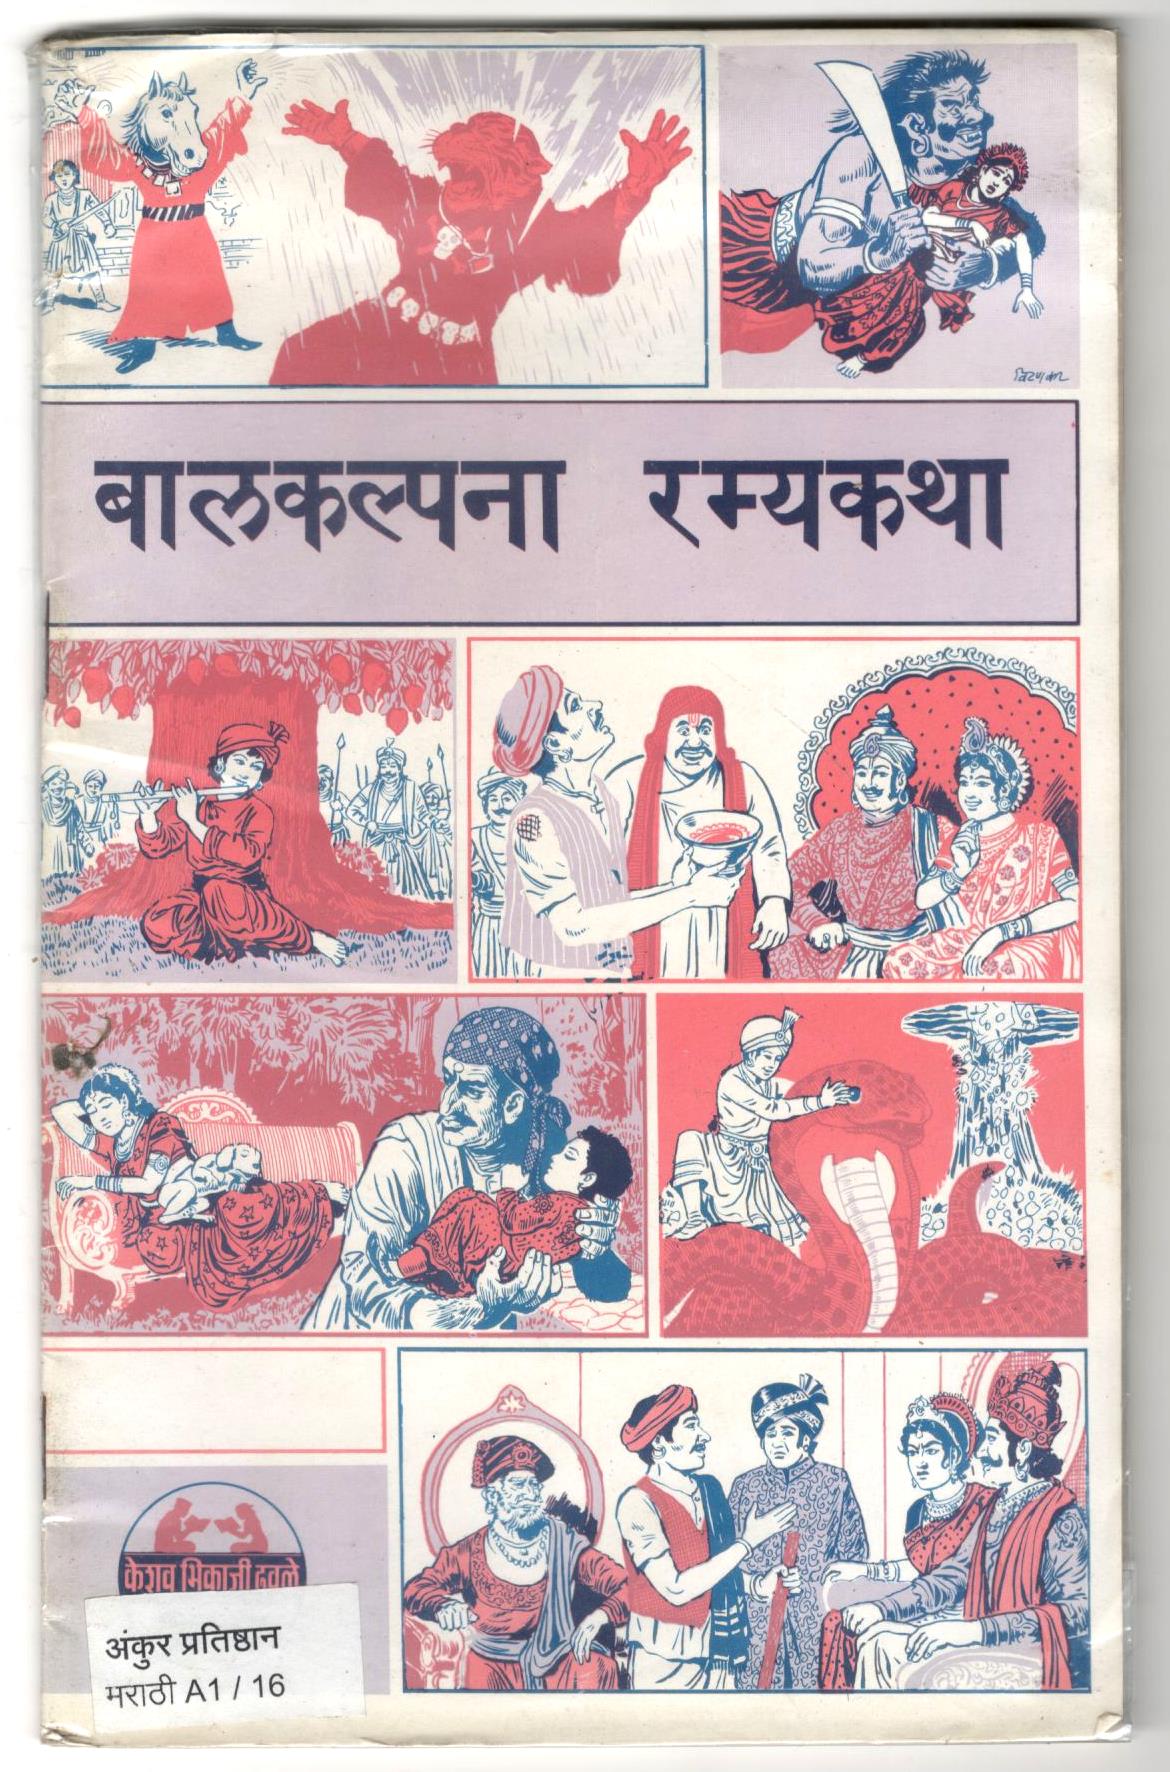 बालकल्पना रम्यकथा
केशव भिकाजी ढवळे
अंकुर प्रतिष्ठान
मराठी A1 / 16